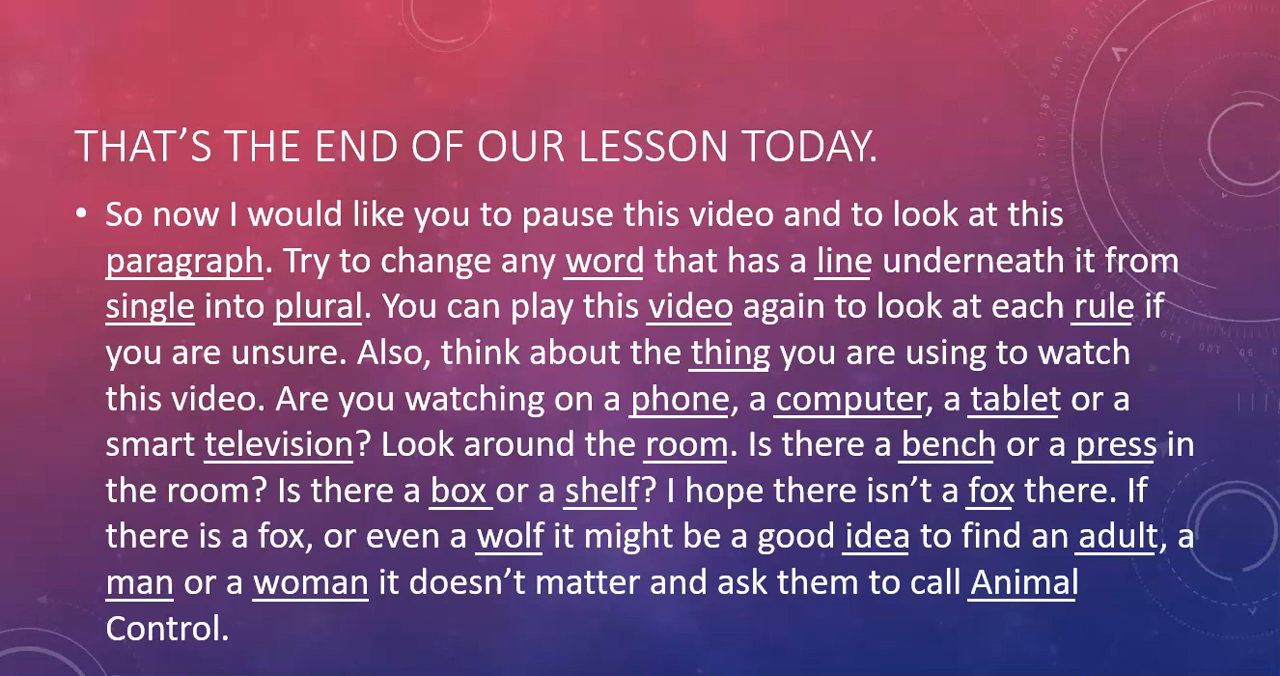 THAT'S THE END OF OUR LESSON TODAY.
• So now I would like you to pause this video and to look at this
paragraph. Try to change any word that has a line underneath it from
single into plural. You can play this video again to look at each rule if
you are unsure. Also, think about the thing you are using to watch
this video. Are you watching on a phone, a computer, a tablet or a
smart television? Look around the room. Is there a bench or a press in
the room? Is there a box or a shelf? I hope there isn't a fox there. If
there is a fox, or even a wolf it might be a good idea to find an adult, a
man or a woman it doesn't matter and ask them to call Animal
Control.